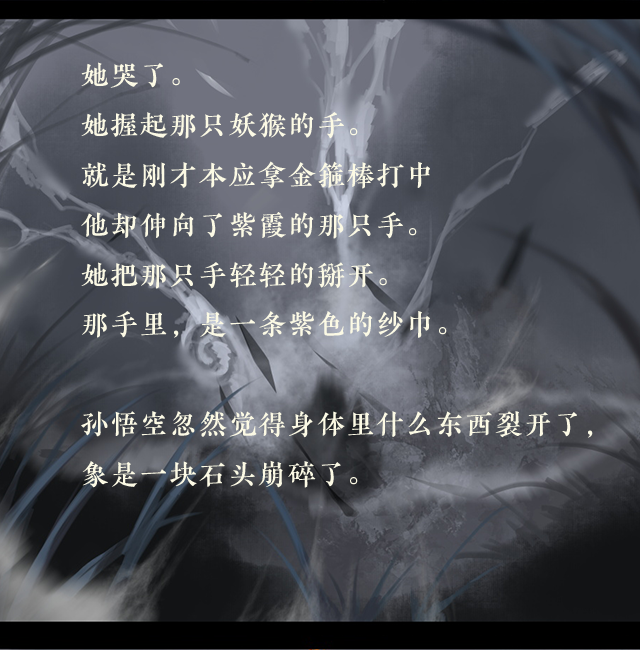 她哭了。
她握起那只妖猴的手。
就是刚才本应拿金箍棒打中
他却伸向了紫霞的那只手。
她把那只手轻轻的掰开。
那手里，是一条紫色的纱巾。
孙悟空忽然觉得身体里什么东西裂开了，
象是一块石头崩碎了。